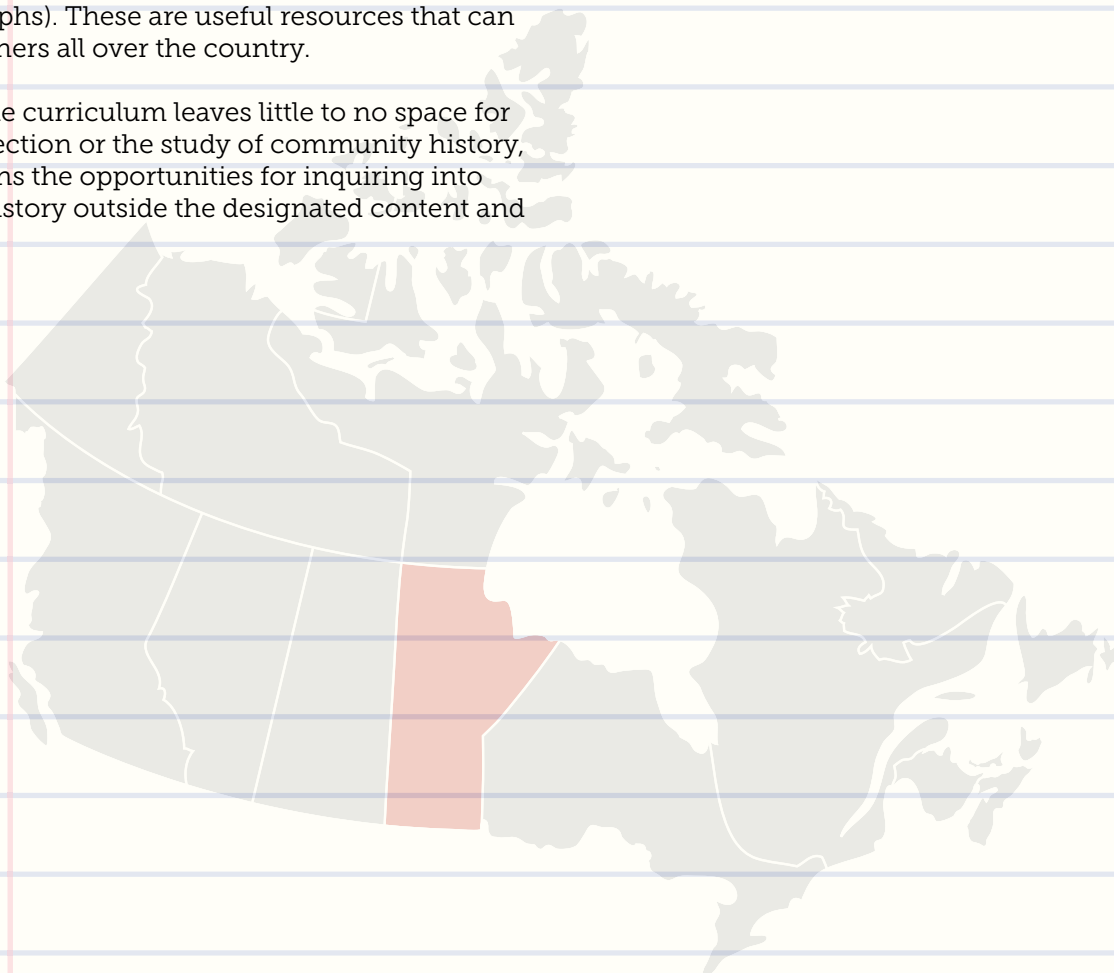 phs). These are useful resources that can
ners all over the country.
e curriculum leaves little to no space for
ection or the study of community history,
ns the opportunities for inquiring into
istory outside the designated content and